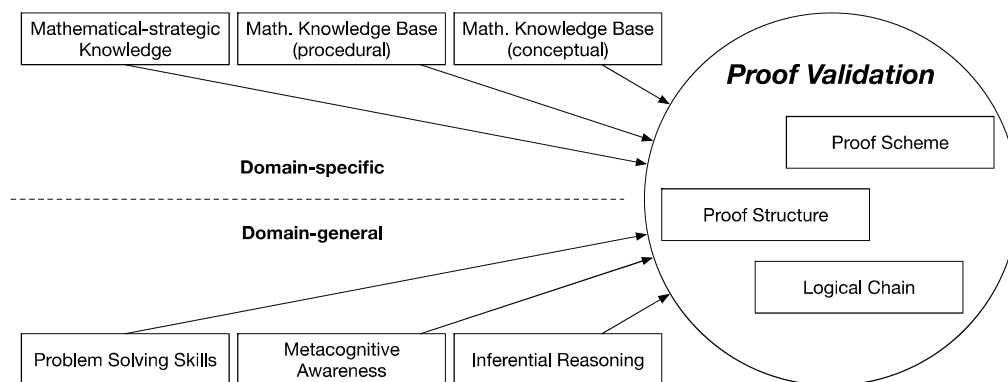 Mathematical-strategic
Knowledge
Math. Knowledge Base
(procedural)
Math. Knowledge Base
(conceptual)
Proof Validation
Proof Scheme
Domain-specific
Proof Structure
Domain-general
Logical Chain
Problem Solving Skills
Metacognitive
Awareness
Inferential Reasoning